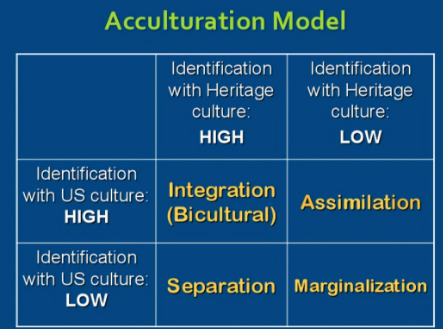 Acculturation Model
Identification
with Heritage
culture:
HIGH
Identification
with Heritage
culture:
LOW
Identification
with US culture:
HIGH
Integration
(Bicultural)
Assimilation
Identification
with US culture:
LOW
Separation
Marginalization